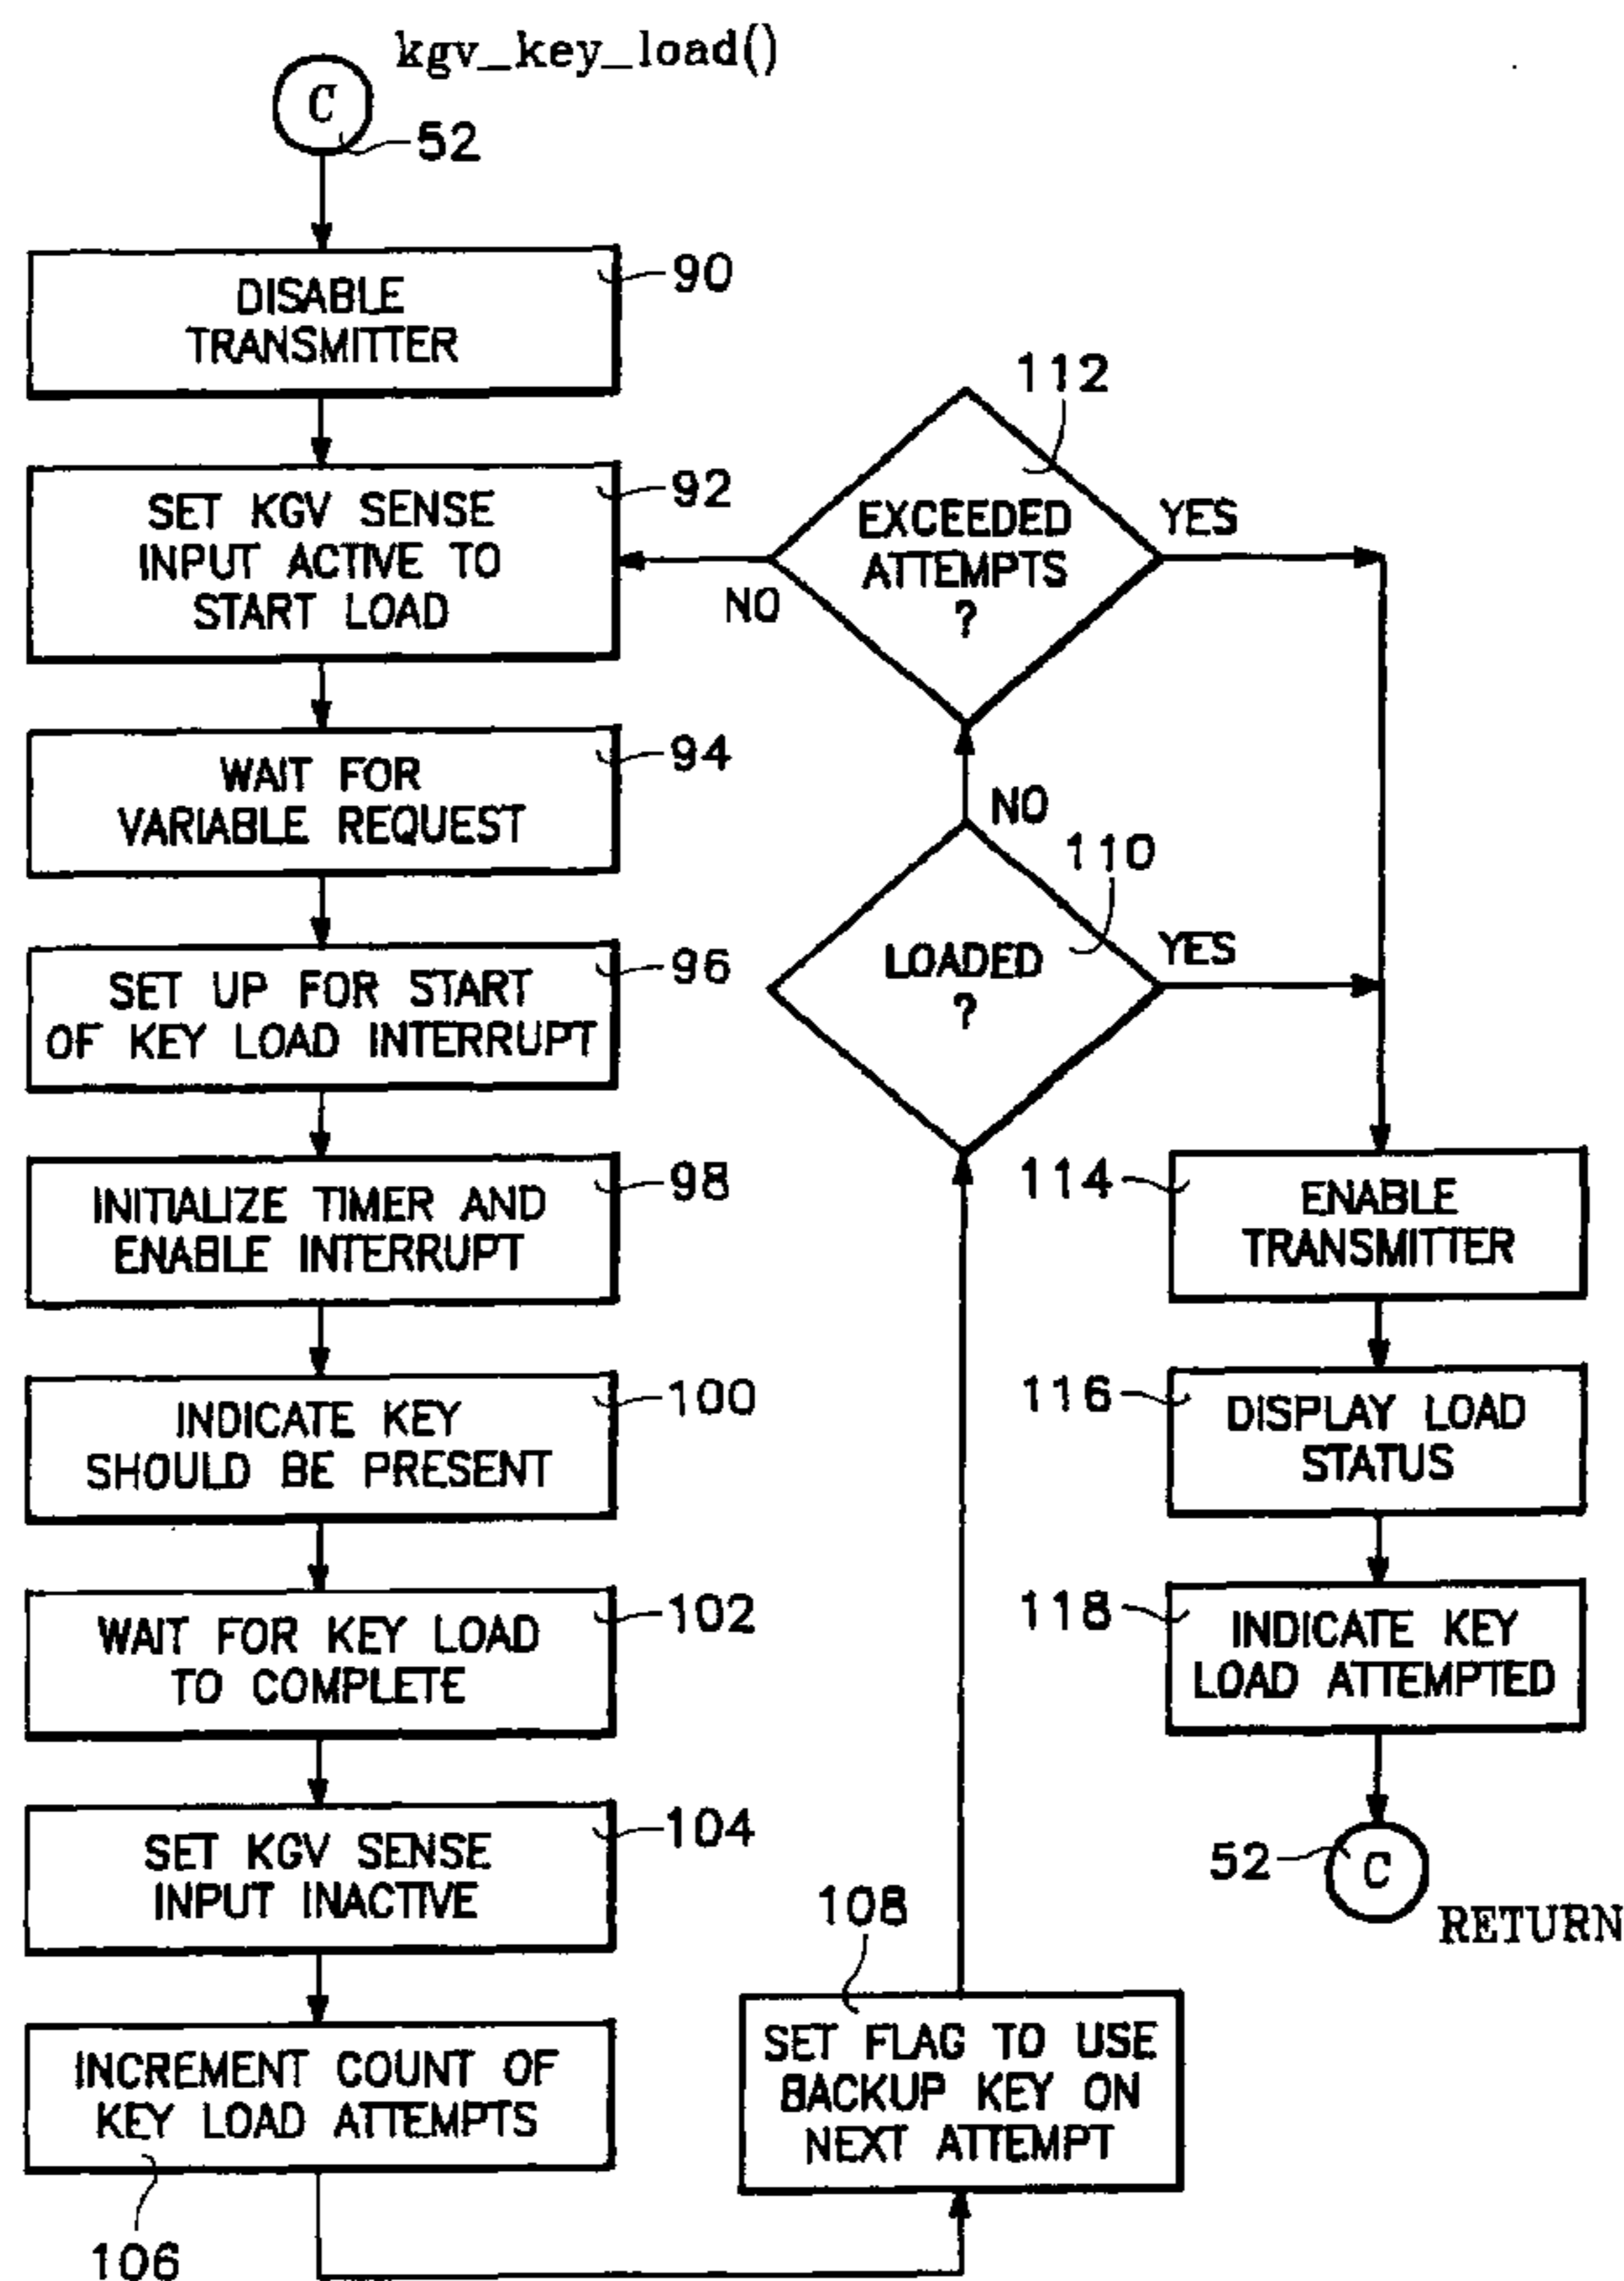 kgv_key_load()
C
52
DISABLE
TRANSMITTER
90
SET KGV SENSE
INPUT ACTIVE TO
START LOAD
92
WAIT FOR
VARIABLE REQUEST
94
SET UP FOR START
OF KEY LOAD INTERRUPT
96
INITIALIZE TIMER AND
ENABLE INTERRUPT
98
INDICATE KEY
SHOULD BE PRESENT
100
WAIT FOR KEY LOAD
TO COMPLETE
102
SET KGV SENSE
INPUT INACTIVE
104
INCREMENT COUNT OF
KEY LOAD ATTEMPTS
106
108
SET FLAG TO USE
BACKUP KEY ON
NEXT ATTEMPT
110
LOADED
?
YES
NO
112
EXCEEDED
ATTEMPTS
?
YES
NO
114
ENABLE
TRANSMITTER
116
DISPLAY LOAD
STATUS
118
INDICATE KEY
LOAD ATTEMPTED
52
C
RETURN